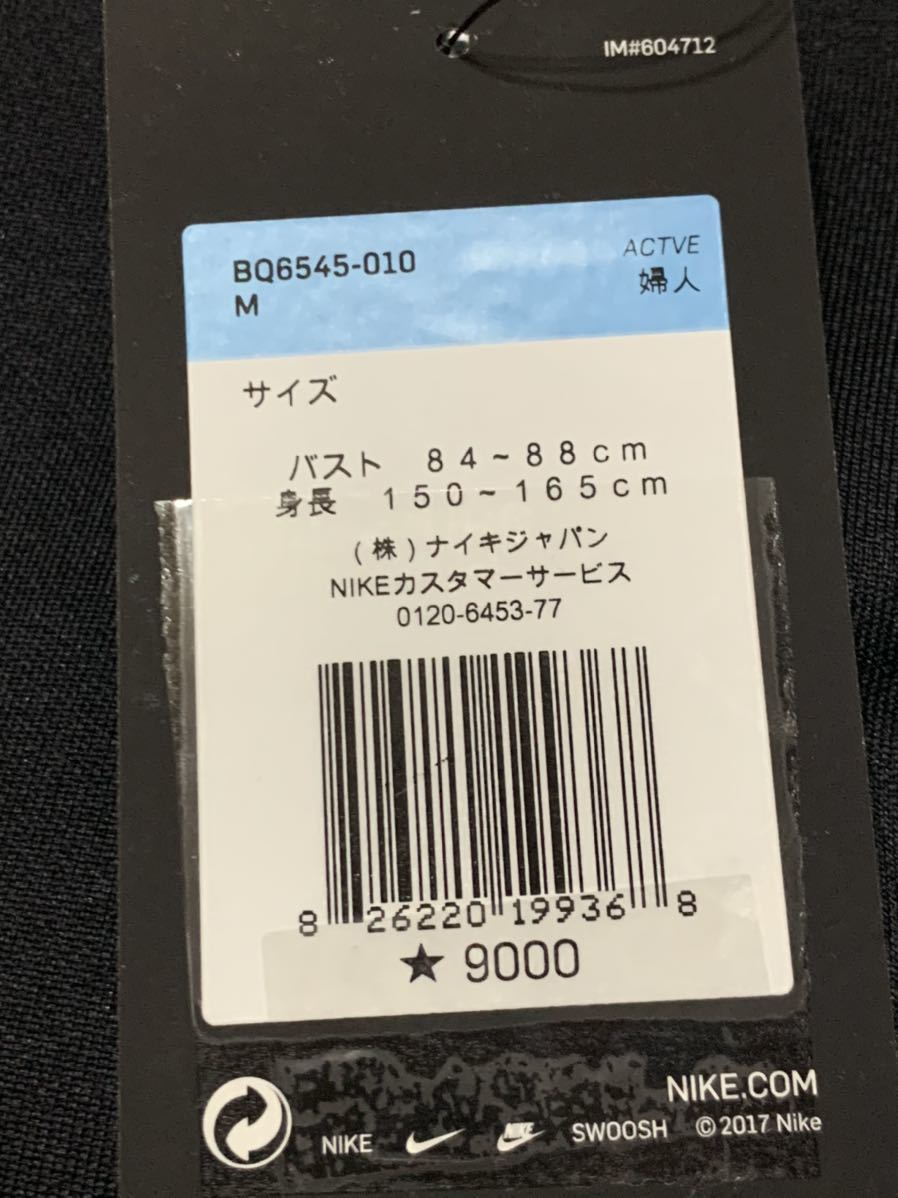 IM#604712
BQ6545-010
M
ACTVE
婦人
サイズ
バスト 84~88cm
身長 150~165cm
(株)ナイキジャパン
NIKEカスタマーサービス
0120-6453-77
8 26220 19936 8
★ 9000
NIKE.COM
NIKE NIKE SWOOSH ©2017 Nike